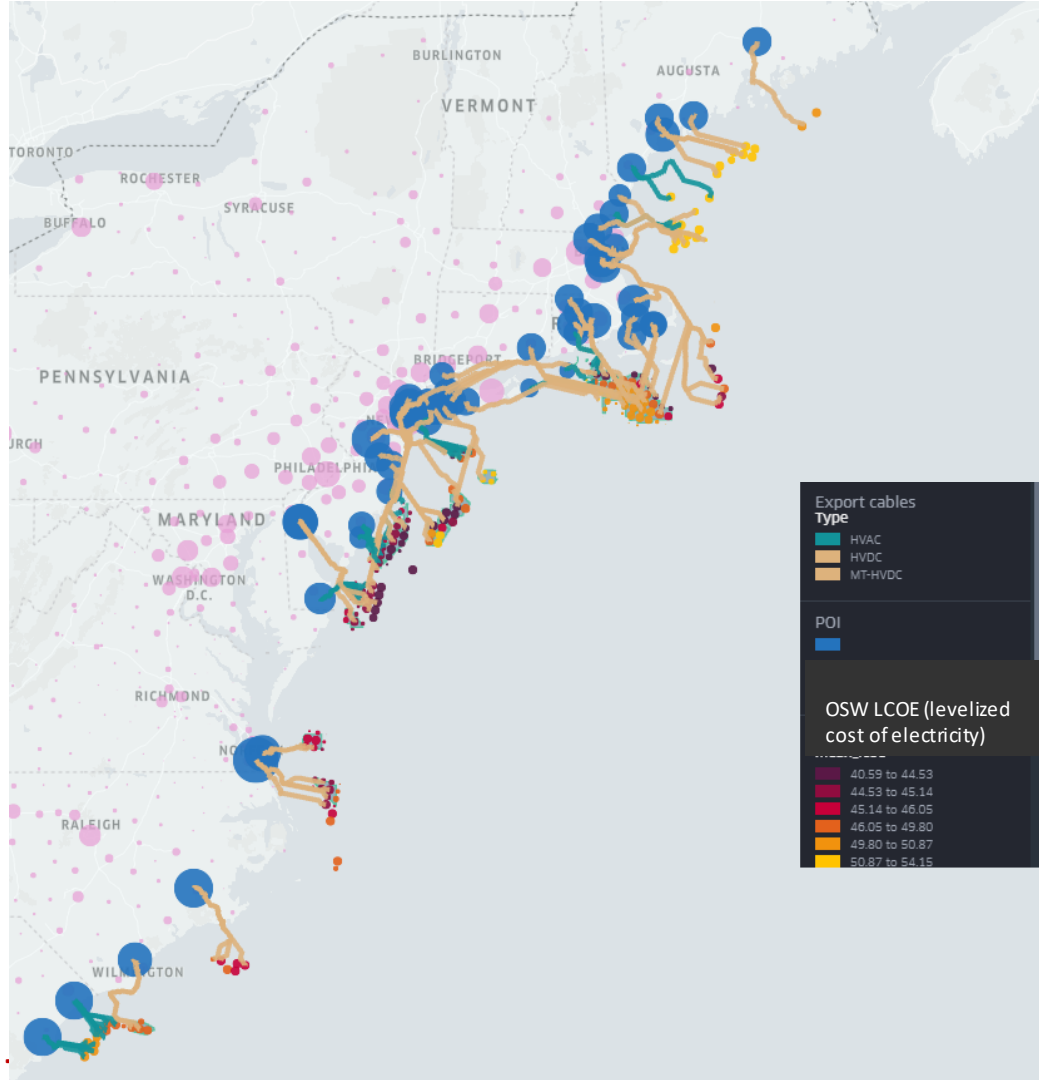 BURLINGTON
AUGUSTA
VERMONT
TORONTO
ROCHESTER
SYRACUSE
BUFFALO
BRIDGEPORT
PENNSYLVANIA
URGH
PHILADELPHIA
MARYLAND
WASHINGTON
D.C.
RICHMOND
NO
RALEIGH
WILMINGTON
Export cables
Type
HVAC
HVDC
MT-HVDC
POI
OSW LCOE (levelized
cost of electricity)
40.59 to 44.53
44.53 to 45.14
45.14 to 46.05
46.05 to 49.80
49.80 to 50.87
50.87 to 54.15